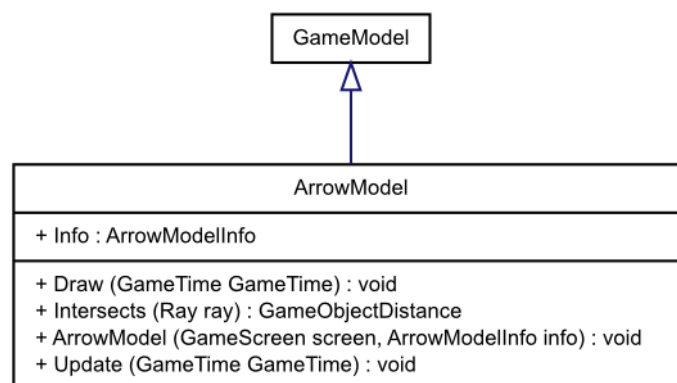 GameModel
ArrowModel
+ Info : ArrowModelInfo
+ Draw (GameTime GameTime) : void
+ Intersects (Ray ray) : GameObjectDistance
+ ArrowModel (GameScreen screen, ArrowModelInfo info) : void
+ Update (GameTime GameTime) : void